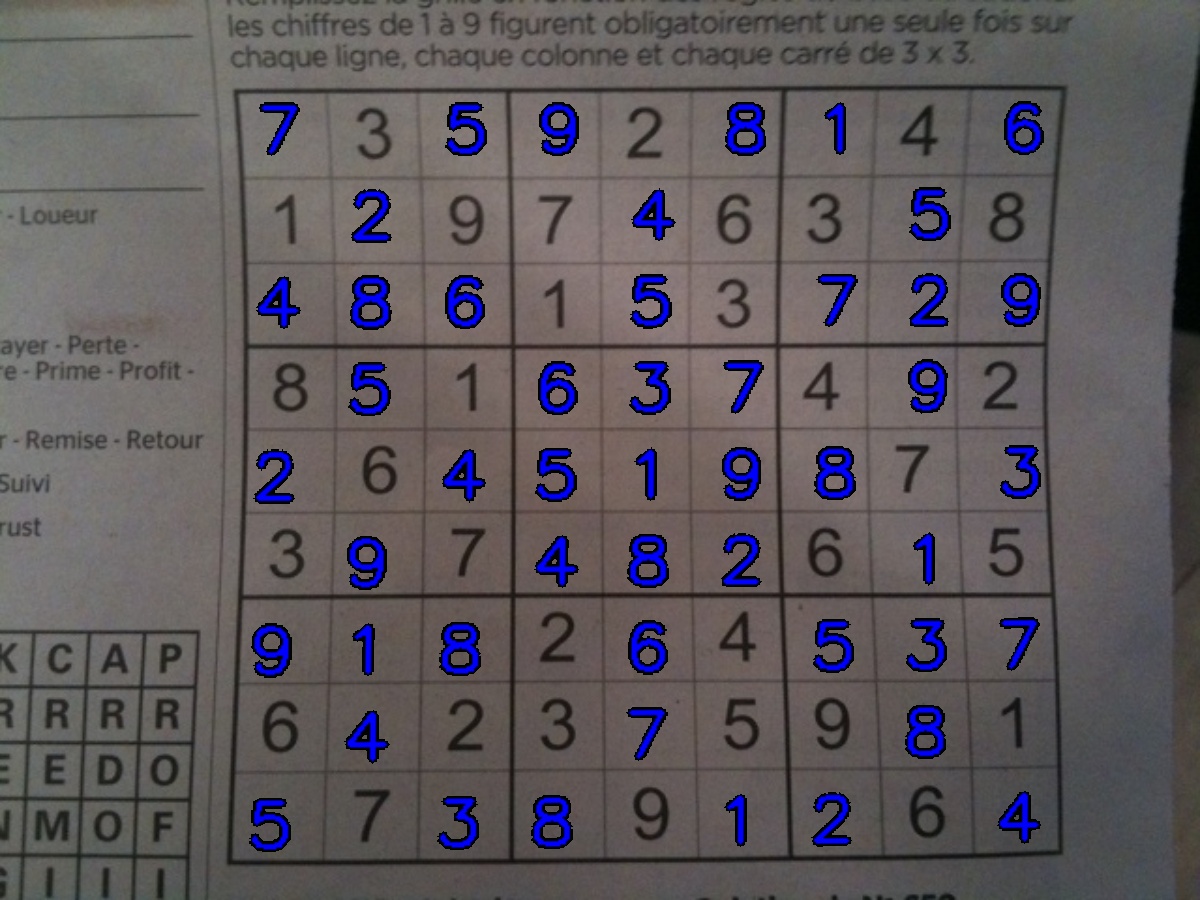 les chiffres de 1 à 9 figurent obligatoirement une seule fois sur
chaque ligne, chaque colonne et chaque carré de 3 x 3.
7 3 5 9 2 8 1 4 6
1 2 9 7 4 6 3 5 8
4 8 6 1 5 3 7 2 9
8 5 1 6 3 7 4 9 2
2 6 4 5 1 9 8 7 3
3 9 7 4 8 2 6 1 5
9 1 8 2 6 4 5 3 7
6 4 2 3 7 5 9 8 1
5 7 3 8 9 1 2 6 4
- Loueur
ayer - Perte -
re - Prime - Profit -
r - Remise - Retour
Suivi
rust
K C A P
R R R R
E E D O
N M O F
I I I